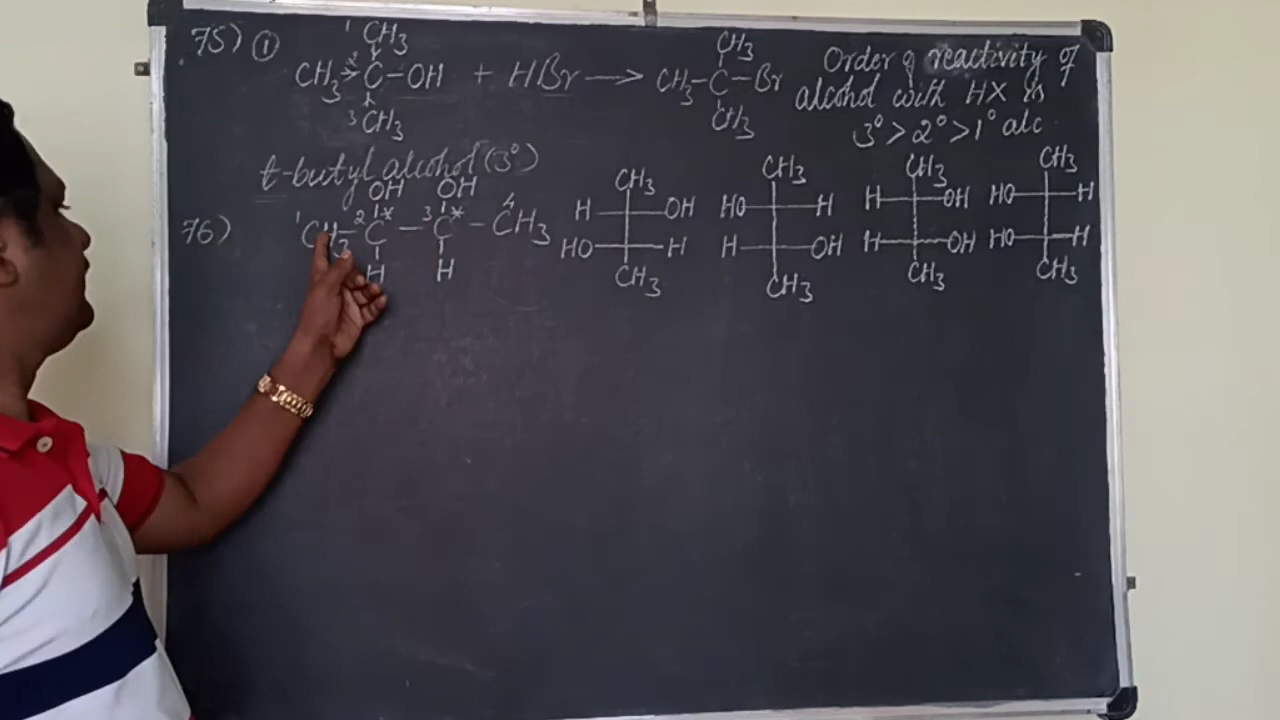 75) ① ¹CH₃
CH₃→²C−OH + HBr ⟶ CH₃−C−Br
³CH₃
CH₃
CH₃
Order of reactivity of
alcohol with HX is
3° > 2° > 1° alc
t-butyl alcohol (3°)
OH OH
76) ¹CH₃−²C*−³C*−⁴CH₃
H H
CH₃
H OH
HO H
CH₃
CH₃
HO H
H OH
CH₃
CH₃
H OH
H OH
CH₃
CH₃
HO H
HO H
CH₃